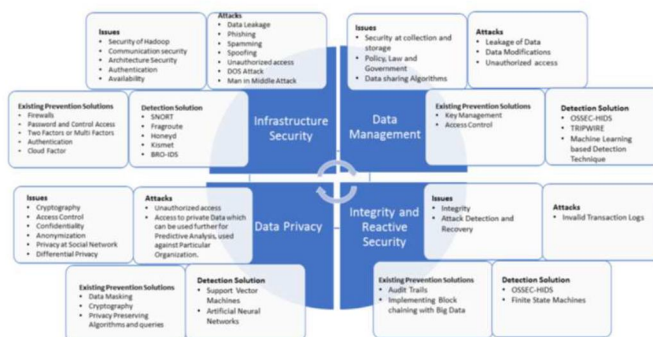 Issues
• Security of Hadoop
• Communication security
• Architecture Security
• Authentication
• Availability
Attacks
• Data Leakage
• Phishing
• Spamming
• Spoofing
• Unauthorized access
• DOS Attack
• Man in Middle Attack
Existing Prevention Solutions
• Firewalls
• Password and Control Access
• Two Factors or Multi Factors
• Authentication
• Cloud Factor
Detection Solution
• SNORT
• Fragroute
• Honeyd
• Kismet
• BRO-IDS
Infrastructure
Security
Issues
• Security at collection and
storage
• Policy, Law and
Government
• Data sharing Algorithms
Attacks
• Leakage of Data
• Data Modifications
• Unauthorized access
Data
Management
Existing Prevention Solutions
• Key Management
• Access Control
Detection Solution
• OSSEC-HIDS
• TRIPWIRE
• Machine Learning
based Detection
Technique
Issues
• Cryptography
• Access Control
• Confidentiality
• Anonymization
• Privacy at Social Network
• Differential Privacy
Attacks
• Unauthorized access
• Access to private Data which
can be used further for
Predictive Analysis, used
against Particular
Organization.
Data Privacy
Existing Prevention Solutions
• Data Masking
• Cryptography
• Privacy Preserving
Algorithms and queries
Detection Solution
• Support Vector
Machines
• Artificial Neural
Networks
Integrity and
Reactive
Security
Issues
• Integrity
• Attack Detection and
Recovery
Attacks
• Invalid Transaction Logs
Existing Prevention Solutions
• Audit Trails
• Implementing Block
chaining with Big Data
Detection Solution
• OSSEC-HIDS
• Finite State Machines